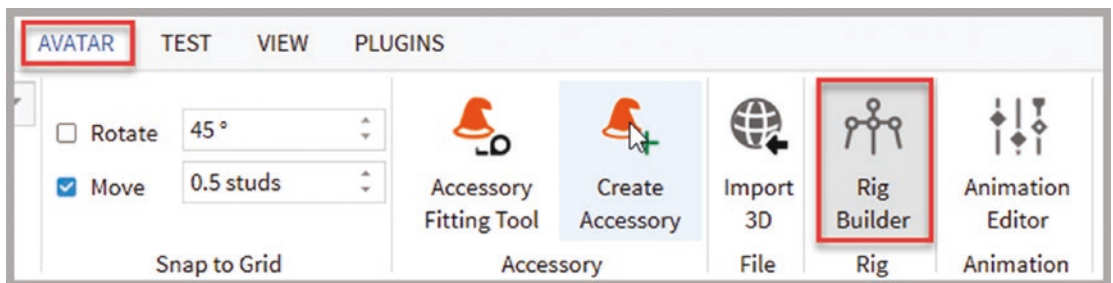 AVATAR TEST VIEW PLUGINS
Rotate 45 °
Move 0.5 studs
Snap to Grid
Accessory
Fitting Tool
Create
Accessory
Accessory
Import
3D
File
Rig
Builder
Rig
Animation
Editor
Animation